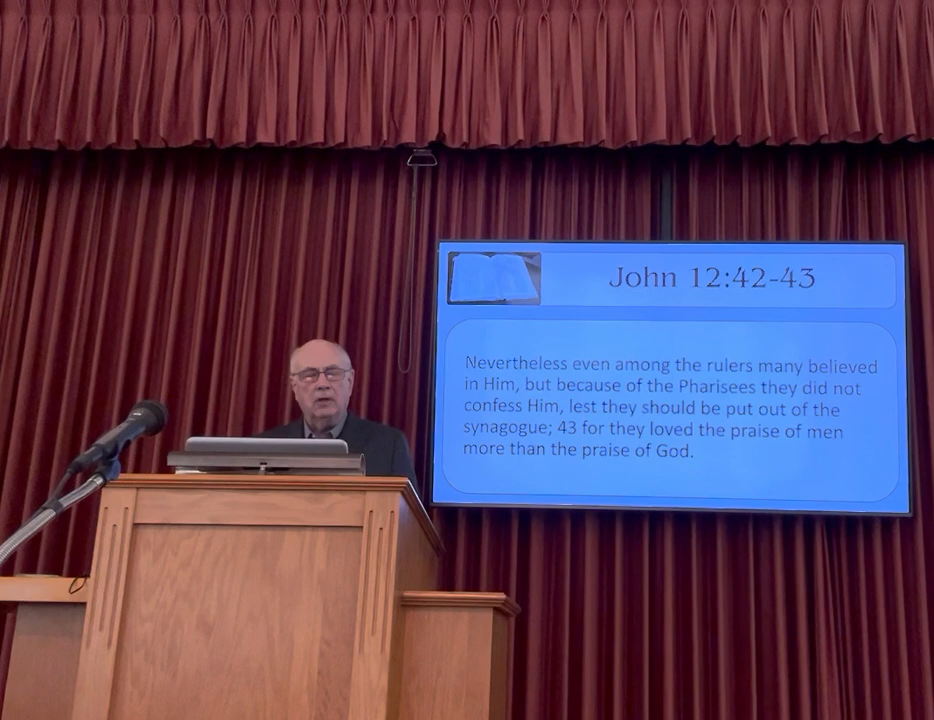 John 12:42-43
Nevertheless even among the rulers many believed
in Him, but because of the Pharisees they did not
confess Him, lest they should be put out of the
synagogue; 43 for they loved the praise of men
more than the praise of God.